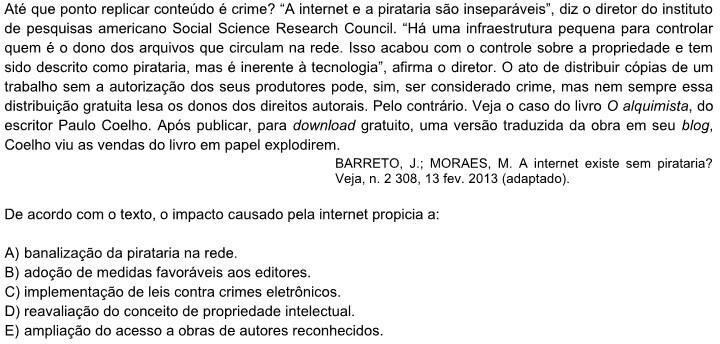 Até que ponto replicar conteúdo é crime? “A internet e a pirataria são inseparáveis”, diz o diretor do instituto
de pesquisas americano Social Science Research Council. “Há uma infraestrutura pequena para controlar
quem é o dono dos arquivos que circulam na rede. Isso acabou com o controle sobre a propriedade e tem
sido descrito como pirataria, mas é inerente à tecnologia”, afirma o diretor. O ato de distribuir cópias de um
trabalho sem a autorização dos seus produtores pode, sim, ser considerado crime, mas nem sempre essa
distribuição gratuita lesa os donos dos direitos autorais. Pelo contrário. Veja o caso do livro O alquimista, do
escritor Paulo Coelho. Após publicar, para download gratuito, uma versão traduzida da obra em seu blog,
Coelho viu as vendas do livro em papel explodirem.
BARRETO, J.; MORAES, M. A internet existe sem pirataria?
Veja, n. 2 308, 13 fev. 2013 (adaptado).
De acordo com o texto, o impacto causado pela internet propicia a:
A) banalização da pirataria na rede.
B) adoção de medidas favoráveis aos editores.
C) implementação de leis contra crimes eletrônicos.
D) reavaliação do conceito de propriedade intelectual.
E) ampliação do acesso a obras de autores reconhecidos.